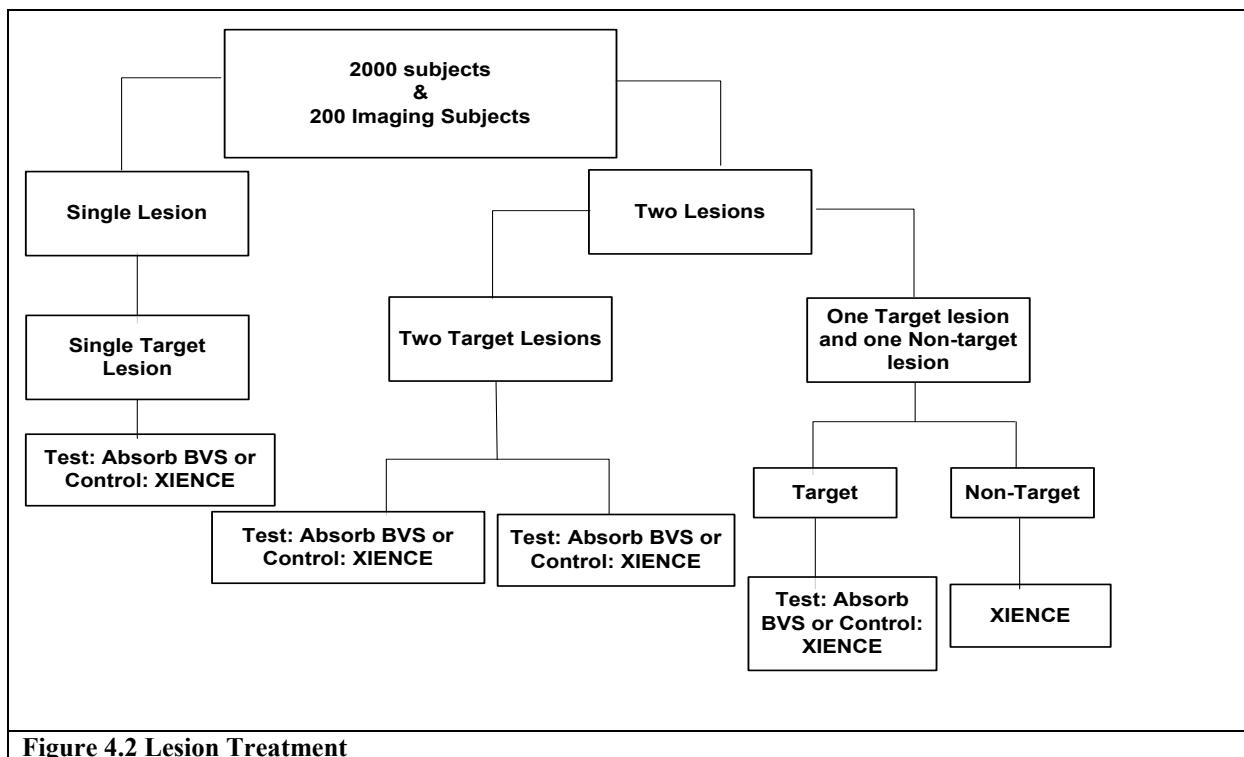 2000 subjects
&
200 Imaging Subjects
Single Lesion
Two Lesions
Single Target
Lesion
Two Target Lesions
One Target lesion
and one Non-target
lesion
Test: Absorb BVS or
Control: XIENCE
Test: Absorb BVS or
Control: XIENCE
Test: Absorb BVS or
Control: XIENCE
Target
Non-Target
Test: Absorb
BVS or Control:
XIENCE
XIENCE
Figure 4.2 Lesion Treatment